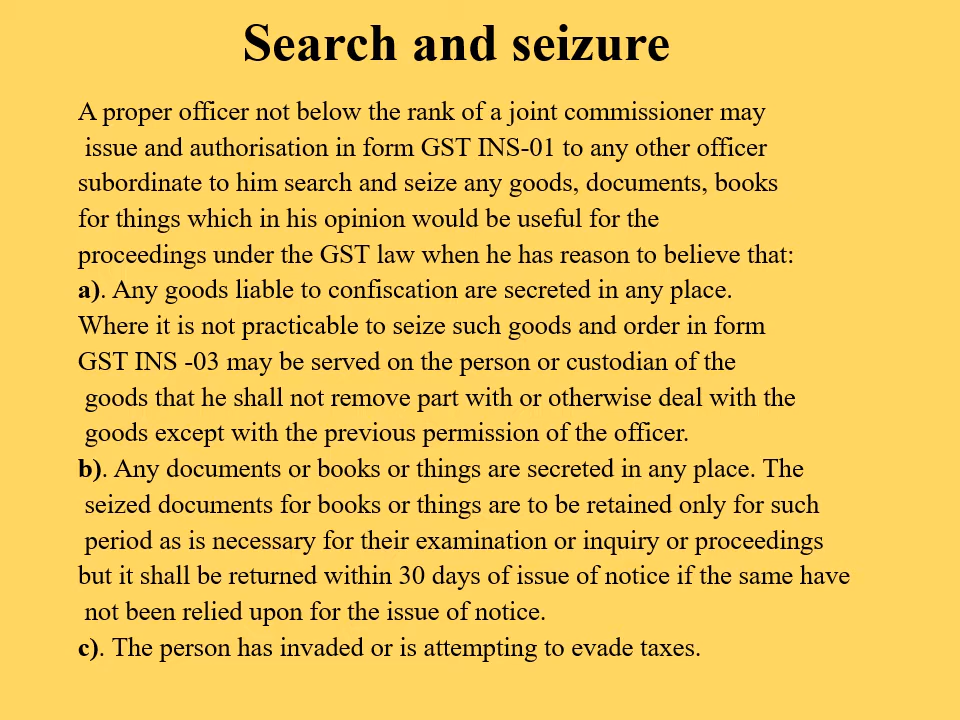 Search and seizure
A proper officer not below the rank of a joint commissioner may
issue and authorisation in form GST INS-01 to any other officer
subordinate to him search and seize any goods, documents, books
for things which in his opinion would be useful for the
proceedings under the GST law when he has reason to believe that:
a). Any goods liable to confiscation are secreted in any place.
Where it is not practicable to seize such goods and order in form
GST INS -03 may be served on the person or custodian of the
goods that he shall not remove part with or otherwise deal with the
goods except with the previous permission of the officer.
b). Any documents or books or things are secreted in any place. The
seized documents for books or things are to be retained only for such
period as is necessary for their examination or inquiry or proceedings
but it shall be returned within 30 days of issue of notice if the same have
not been relied upon for the issue of notice.
c). The person has invaded or is attempting to evade taxes.